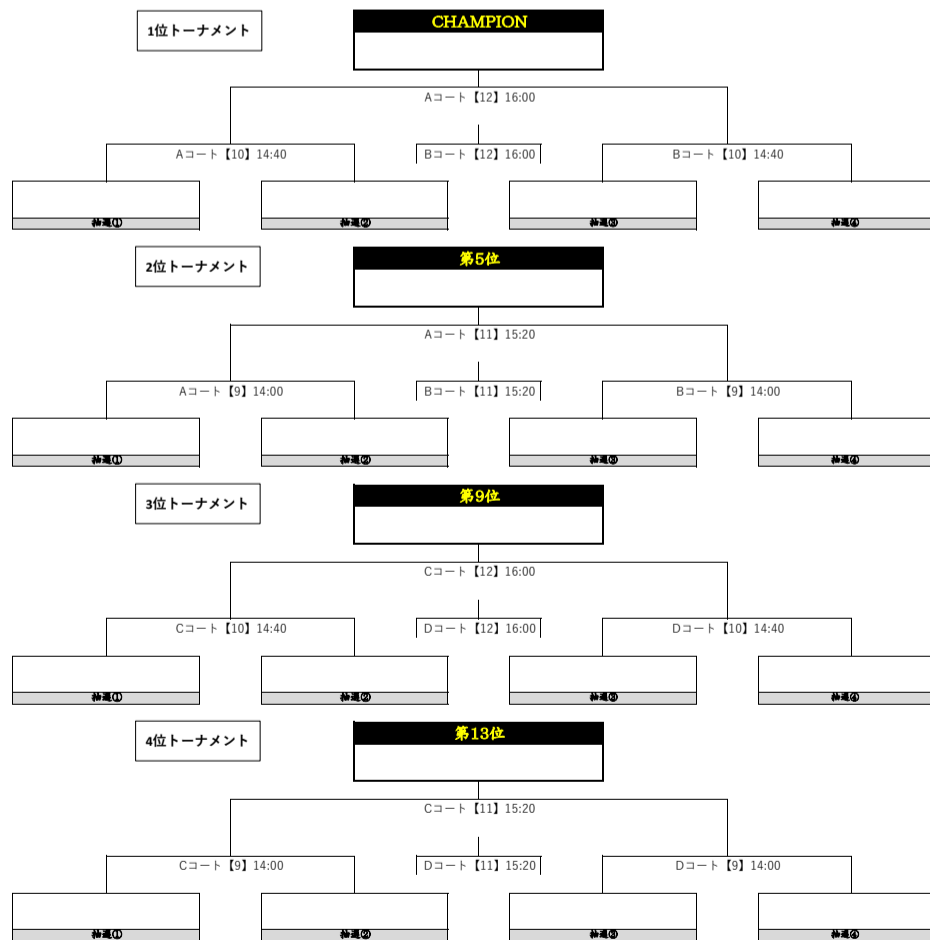 1位トーナメント
CHAMPION
Aコート【12】16:00
Aコート【10】14:40
Bコート【12】16:00
Bコート【10】14:40
抽選①
抽選②
抽選③
抽選④
2位トーナメント
第5位
Aコート【11】15:20
Aコート【9】14:00
Bコート【11】15:20
Bコート【9】14:00
抽選①
抽選②
抽選③
抽選④
3位トーナメント
第9位
Cコート【12】16:00
Cコート【10】14:40
Dコート【12】16:00
Dコート【10】14:40
抽選①
抽選②
抽選③
抽選④
4位トーナメント
第13位
Cコート【11】15:20
Cコート【9】14:00
Dコート【11】15:20
Dコート【9】14:00
抽選①
抽選②
抽選③
抽選④